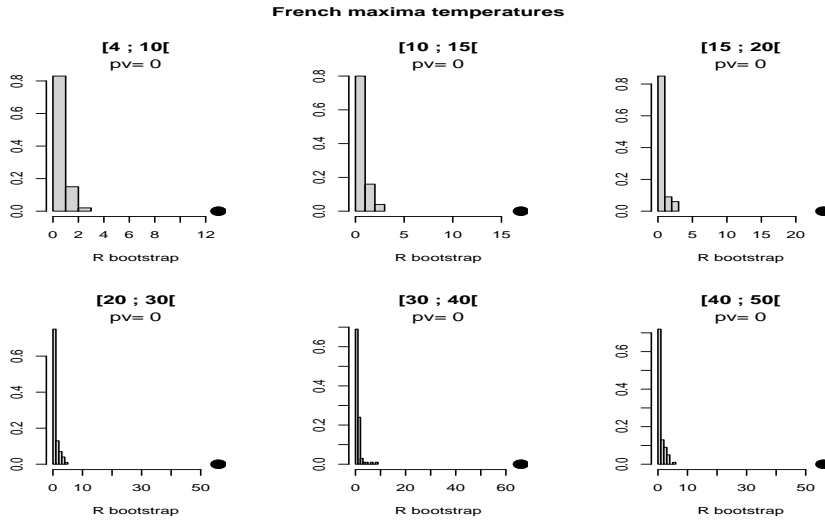 French maxima temperatures
[4 ; 10[
pv= 0
0.0 0.2 0.4 0.6 0.8
0 2 4 6 8 12
R bootstrap
[10 ; 15[
pv= 0
0.0 0.2 0.4 0.6 0.8
0 5 10 15
R bootstrap
[15 ; 20[
pv= 0
0.0 0.2 0.4 0.6 0.8
0 5 10 15 20
R bootstrap
[20 ; 30[
pv= 0
0.0 0.2 0.4 0.6
0 10 30 50
R bootstrap
[30 ; 40[
pv= 0
0.0 0.2 0.4 0.6
0 20 40 60
R bootstrap
[40 ; 50[
pv= 0
0.0 0.2 0.4 0.6
0 10 30 50
R bootstrap